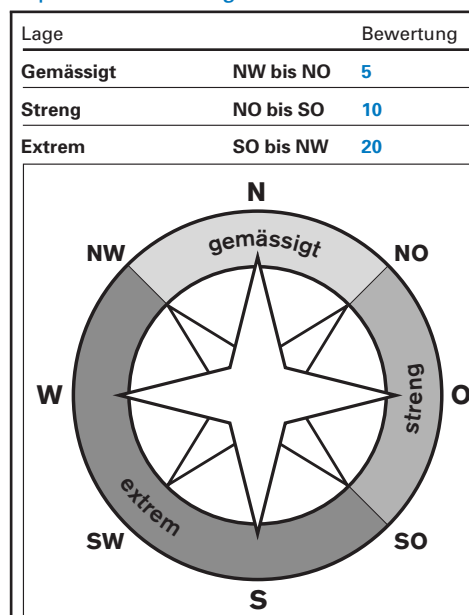 Lage Bewertung
Gemässigt NW bis NO 5
Streng NO bis SO 10
Extrem SO bis NW 20
N
NW gemässigt NO
W streng O
extrem
SW SO
S